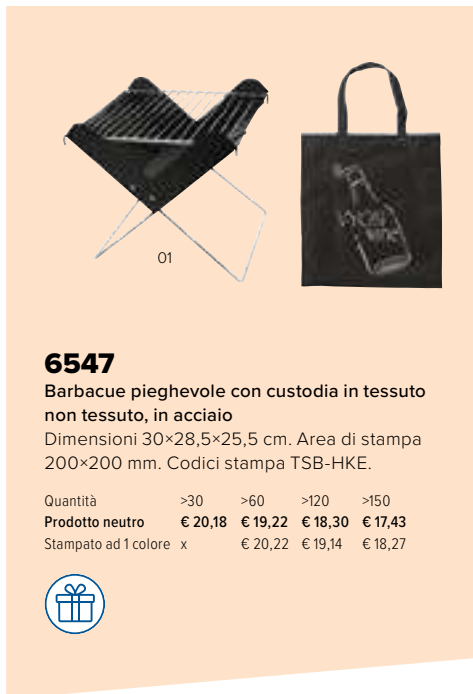 01
6547
Barbacue pieghevole con custodia in tessuto
non tessuto, in acciaio
Dimensioni 30×28,5×25,5 cm. Area di stampa
200×200 mm. Codici stampa TSB-HKE.
Quantità >30 >60 >120 >150
Prodotto neutro € 20,18 € 19,22 € 18,30 € 17,43
Stampato ad 1 colore x € 20,22 € 19,14 € 18,27